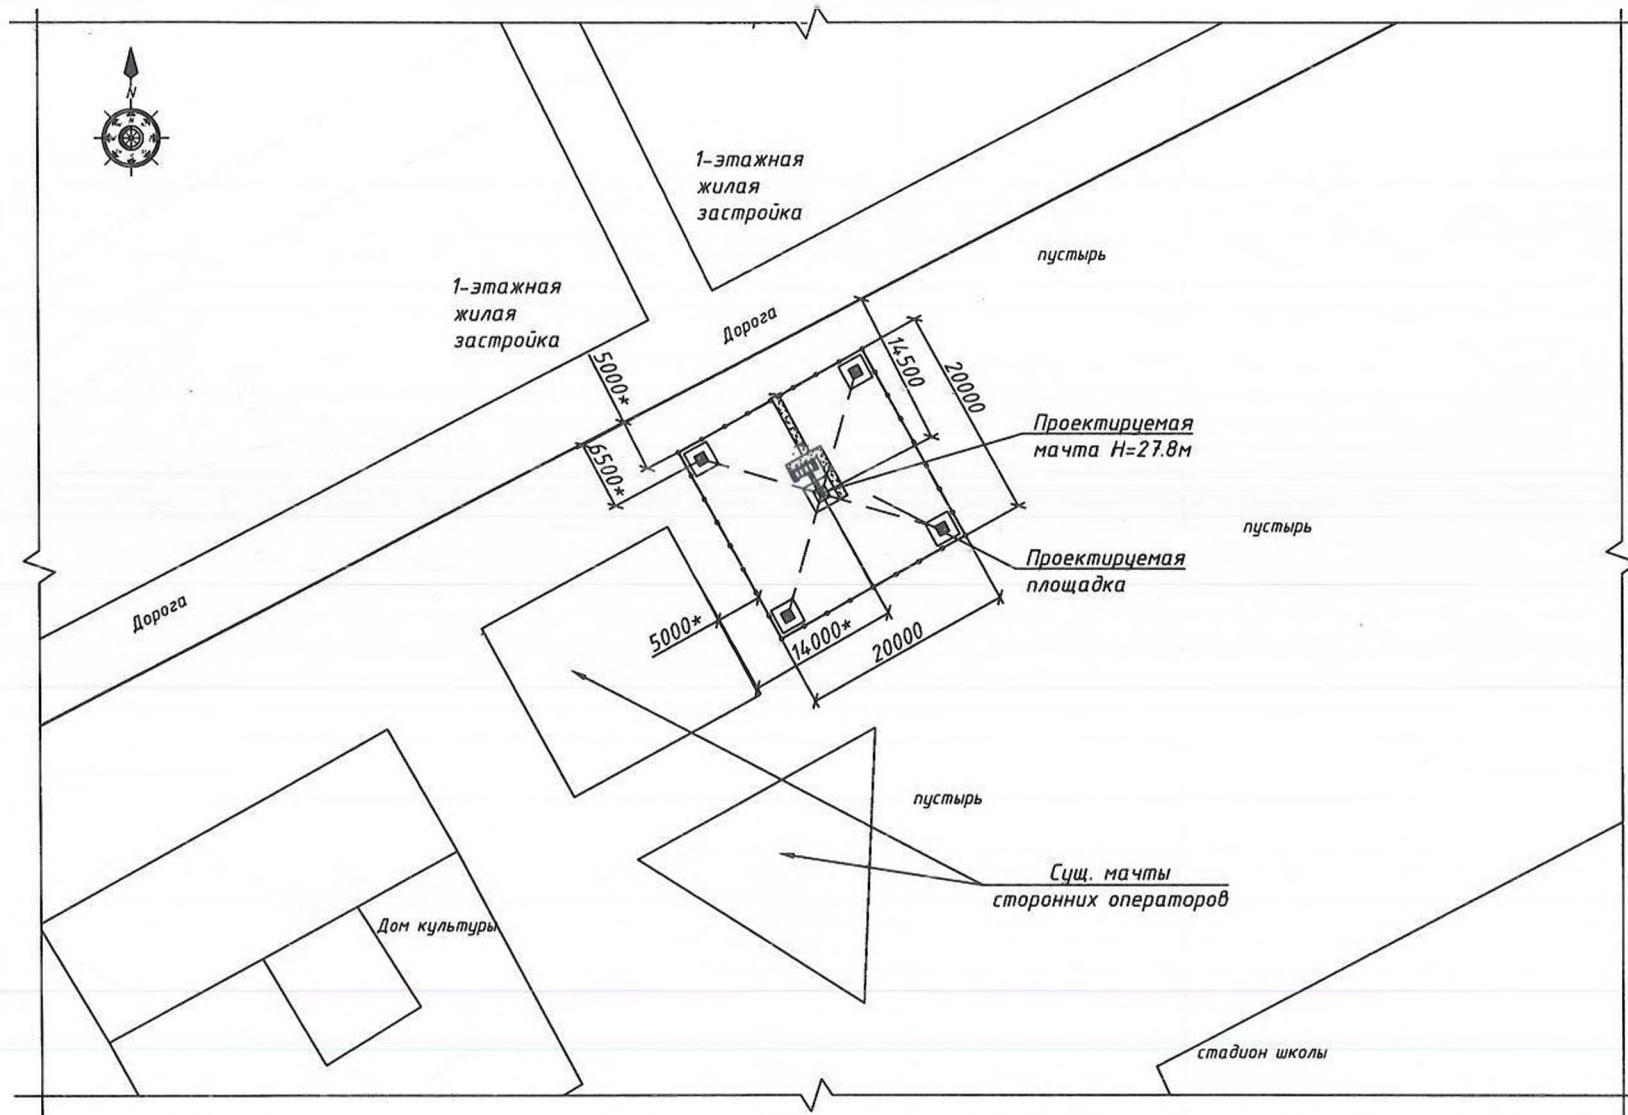 N
1-этажная
жилая
застройка
пустырь
1-этажная
жилая
застройка
Дорога
5000*
14500
20000
6500*
Проектируемая
мачта Н=27.8м
пустырь
Проектируемая
площадка
Дорога
5000*
14000*
20000
пустырь
Сущ. мачты
сторонних операторов
Дом культуры
стадион школы